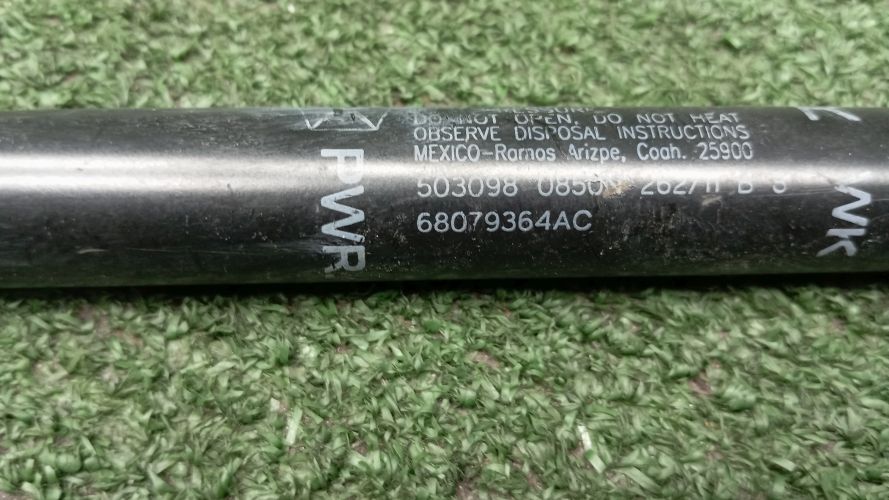 DO NOT OPEN, DO NOT HEAT
OBSERVE DISPOSAL INSTRUCTIONS
MEXICO-Ramos Arizpe, Coah. 25900
503098
68079364AC
PWR